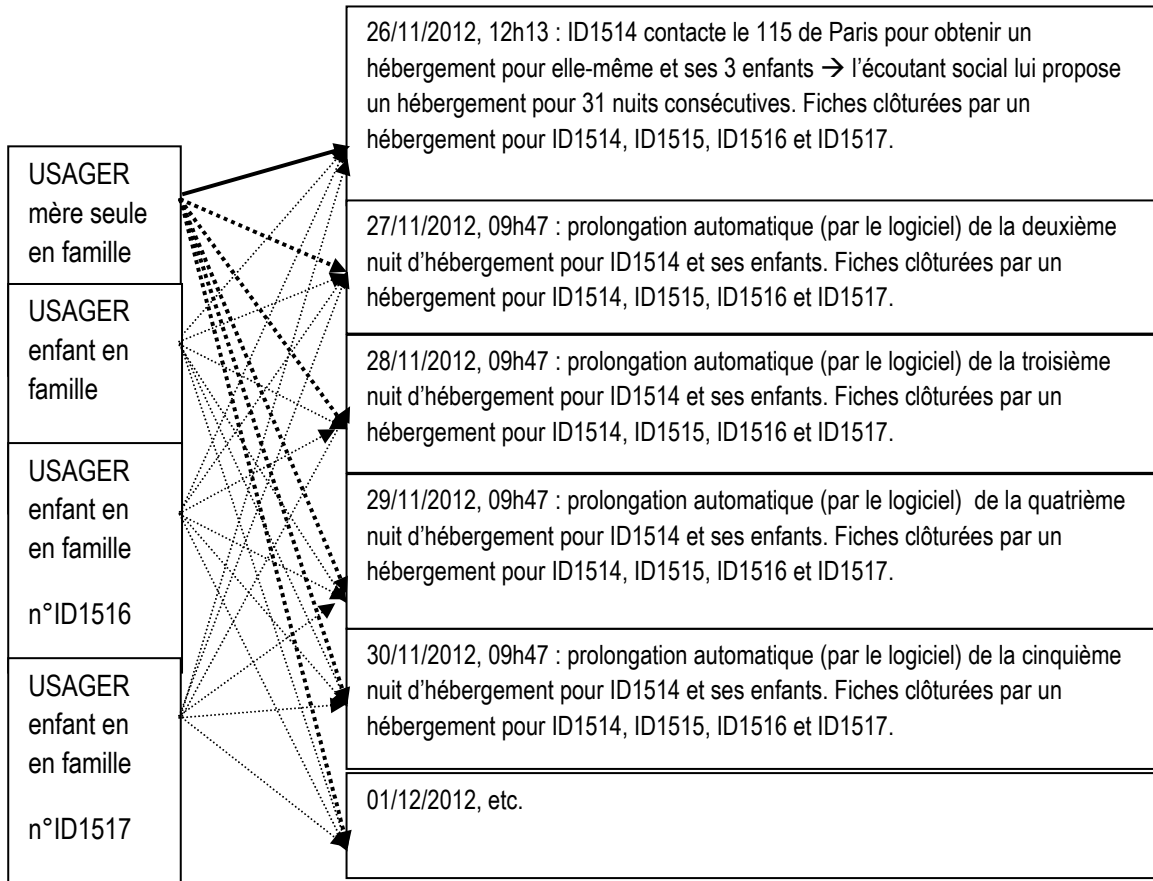 26/11/2012, 12h13 : ID1514 contacte le 115 de Paris pour obtenir un
hébergement pour elle-même et ses 3 enfants → l’écoutant social lui propose
un hébergement pour 31 nuits consécutives. Fiches clôturées par un
hébergement pour ID1514, ID1515, ID1516 et ID1517.
USAGER
mère seule
en famille
27/11/2012, 09h47 : prolongation automatique (par le logiciel) de la deuxième
nuit d’hébergement pour ID1514 et ses enfants. Fiches clôturées par un
hébergement pour ID1514, ID1515, ID1516 et ID1517.
USAGER
enfant en
famille
28/11/2012, 09h47 : prolongation automatique (par le logiciel) de la troisième
nuit d’hébergement pour ID1514 et ses enfants. Fiches clôturées par un
hébergement pour ID1514, ID1515, ID1516 et ID1517.
USAGER
enfant en
en famille
n°ID1516
29/11/2012, 09h47 : prolongation automatique (par le logiciel) de la quatrième
nuit d’hébergement pour ID1514 et ses enfants. Fiches clôturées par un
hébergement pour ID1514, ID1515, ID1516 et ID1517.
30/11/2012, 09h47 : prolongation automatique (par le logiciel) de la cinquième
nuit d’hébergement pour ID1514 et ses enfants. Fiches clôturées par un
hébergement pour ID1514, ID1515, ID1516 et ID1517.
USAGER
enfant en
en famille
n°ID1517
01/12/2012, etc.